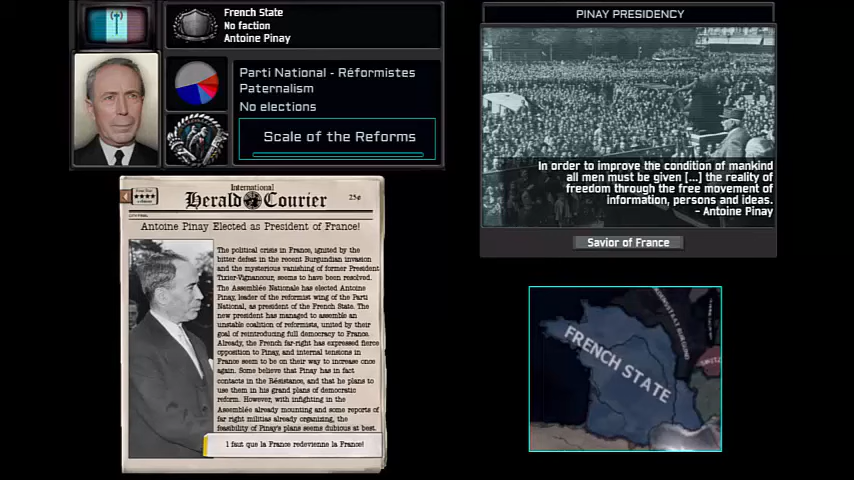 French State
No faction
Antoine Pinay
Parti National - Réformistes
Paternalism
No elections
Scale of the Reforms
PINAY PRESIDENCY
In order to improve the condition of mankind
all men must be given [...] the reality of
freedom through the free movement of
information, persons and ideas.
- Antoine Pinay
Savior of France
International
Herald Courier
25¢
Antoine Pinay Elected as President of France!
The political crisis in France, ignited by the
bitter defeat in the recent Burgundian invasion
and the mysterious vanishing of former President
Tixier-Vignancour, seems to have been resolved.
The Assemblée Nationale has elected Antoine
Pinay, leader of the reformist wing of the Parti
National, as president of the French State. The
new president has managed to assemble an
unstable coalition of reformists, united by their
goal of reintroducing full democracy to France.
Already, the French far-right has expressed fierce
opposition to Pinay, and internal tensions in
France seem to be on their way to increase once
again. Some believe that Pinay has in fact
contacts in the Résistance, and that he plans to
use them in his grand plans of democratic
reform. However, with infighting in the
Assemblée already mounting and some reports of
far right militias already organizing, the
feasibility of Pinay's plans seems dubious at best.
I faut que la France redevienne la France!
FRENCH STATE